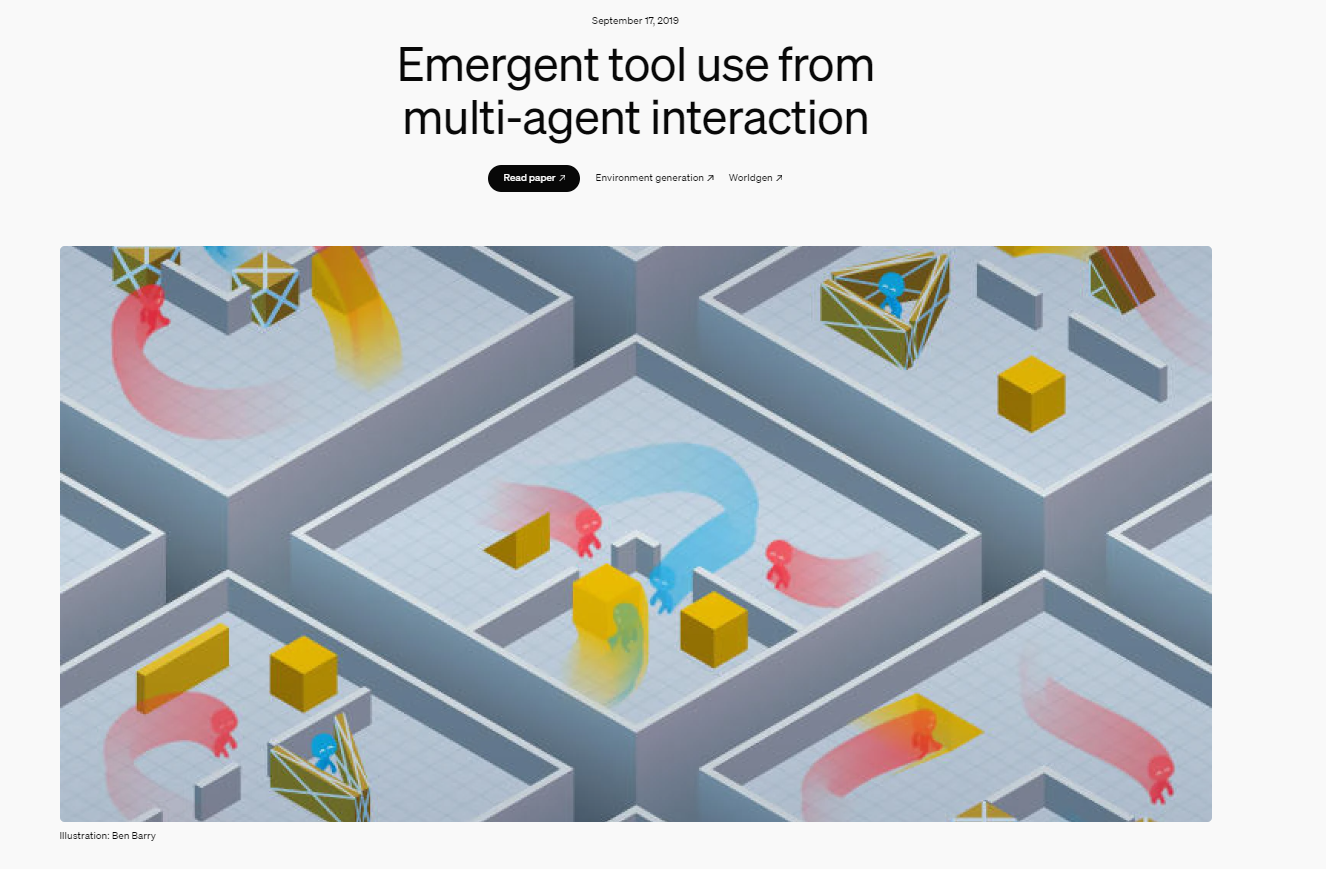 September 17, 2019
Emergent tool use from
multi-agent interaction
Read paper ↗ Environment generation ↗ Worldgen ↗
Illustration: Ben Barry